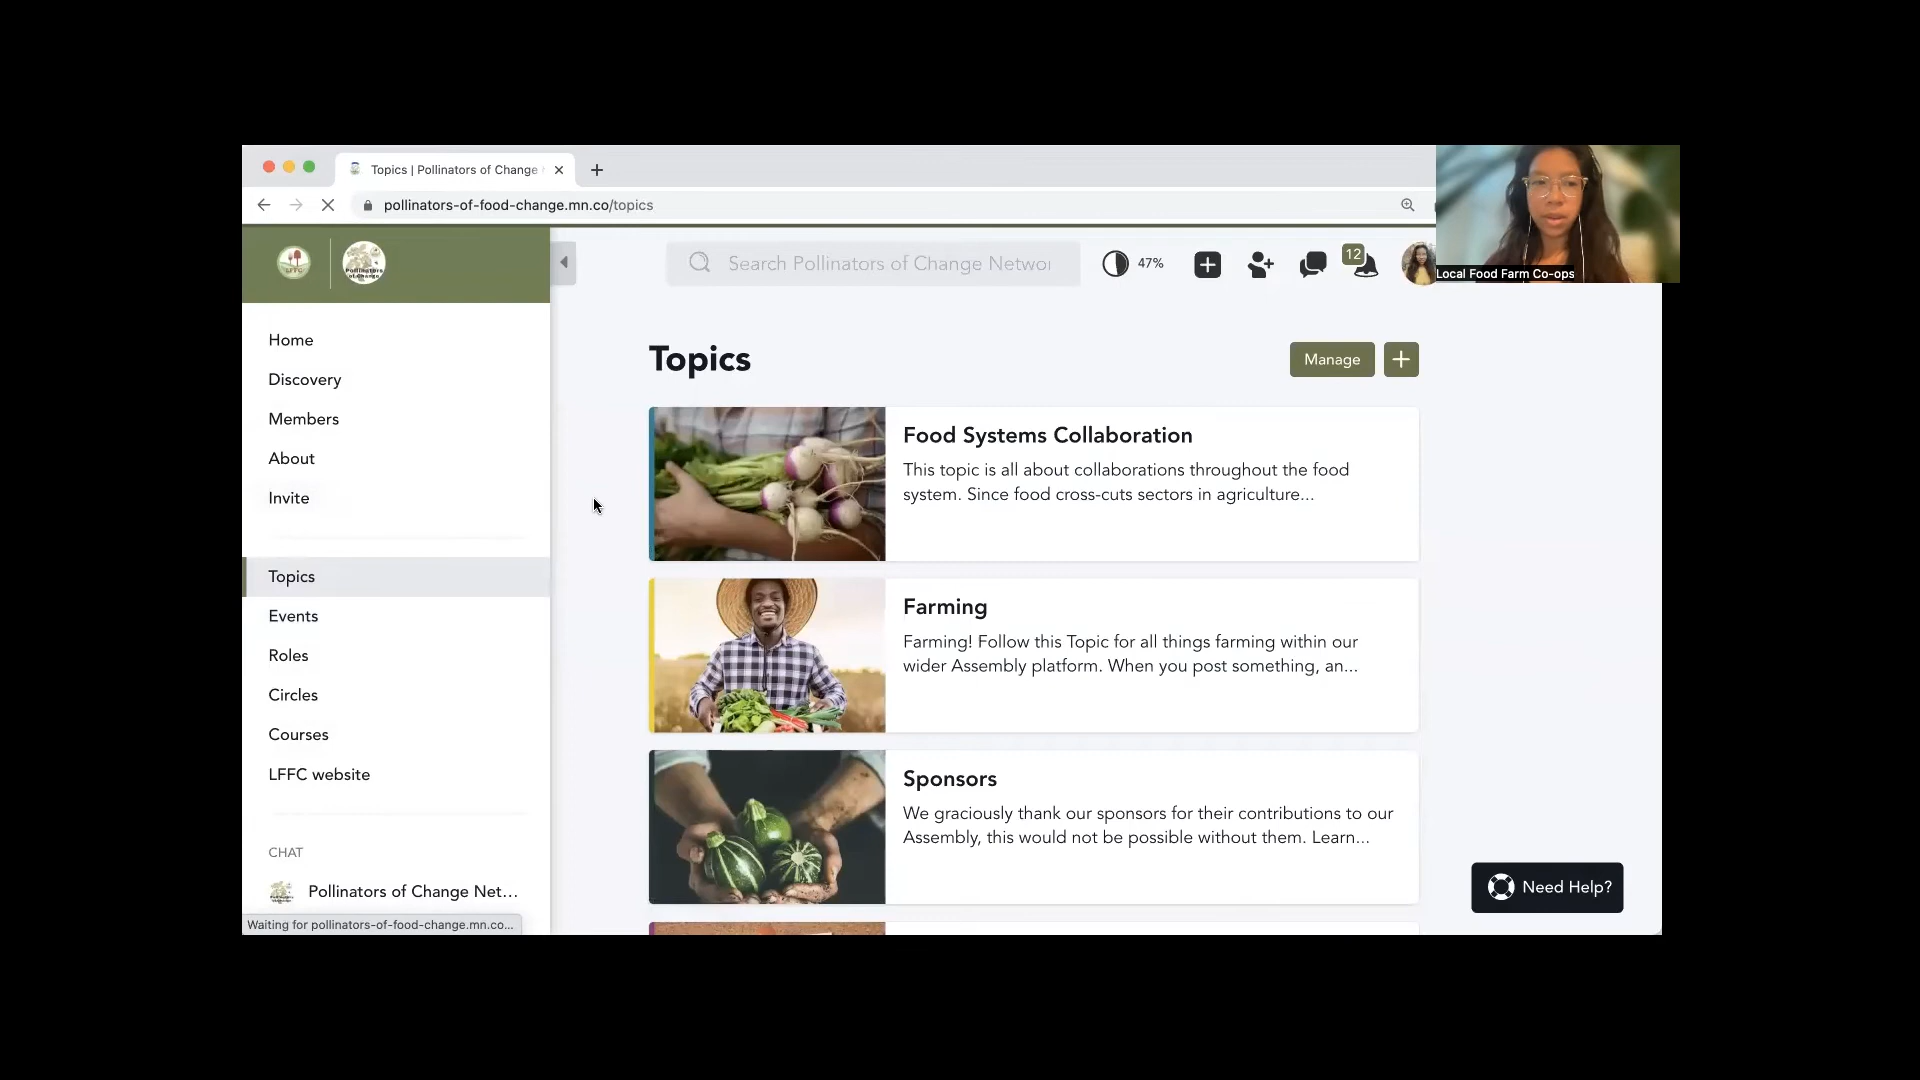 Topics | Pollinators of Change
pollinators-of-food-change.mn.co/topics
LFFC
Pollinators
of Change
Search Pollinators of Change Networ
47%
12
Local Food Farm Co-ops
Home
Discovery
Members
About
Invite
Topics
Events
Roles
Circles
Courses
LFFC website
CHAT
Pollinators of Change Net...
Waiting for pollinators-of-food-change.mn.co...
Topics
Manage
Food Systems Collaboration
This topic is all about collaborations throughout the food
system. Since food cross-cuts sectors in agriculture...
Farming
Farming! Follow this Topic for all things farming within our
wider Assembly platform. When you post something, an...
Sponsors
We graciously thank our sponsors for their contributions to our
Assembly, this would not be possible without them. Learn...
Need Help?